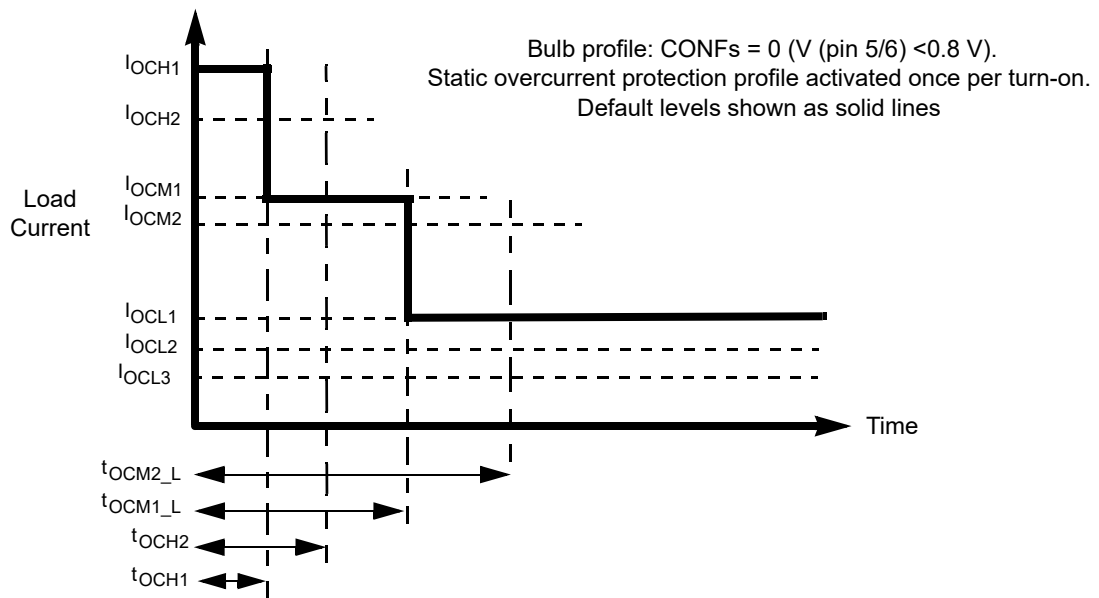 Bulb profile: CONFs = 0 (V (pin 5/6) <0.8 V).
Static overcurrent protection profile activated once per turn-on.
Default levels shown as solid lines
IOCH1
IOCH2
IOCM1
IOCM2
Load
Current
IOCL1
IOCL2
IOCL3
Time
tOCM2_L
tOCM1_L
tOCH2
tOCH1